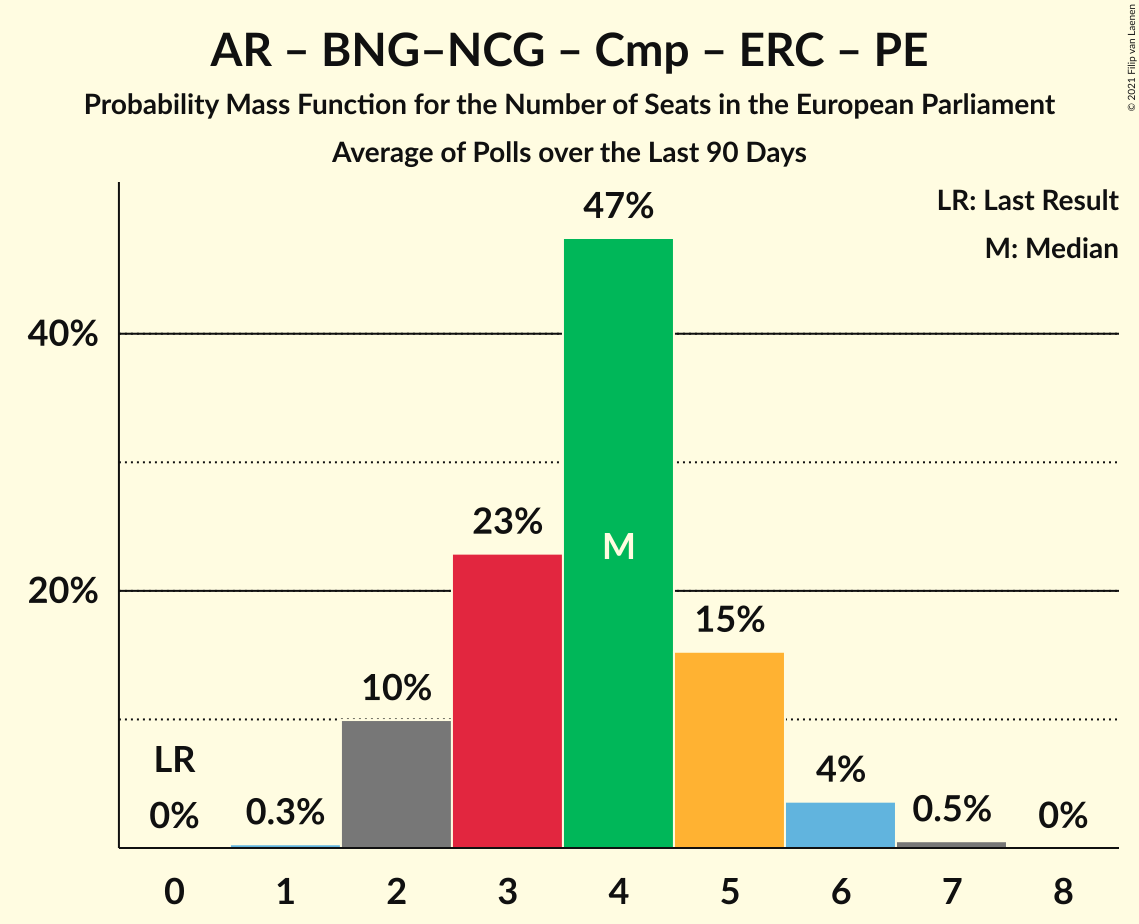 AR – BNG–NCG – Cmp – ERC – PE
Probability Mass Function for the Number of Seats in the European Parliament
Average of Polls over the Last 90 Days
© 2021 Filip van Laenen
LR: Last Result
M: Median
47%
40%
23%
M
20%
15%
10%
LR
4%
0%
0.3%
0.5%
0%
0 1 2 3 4 5 6 7 8